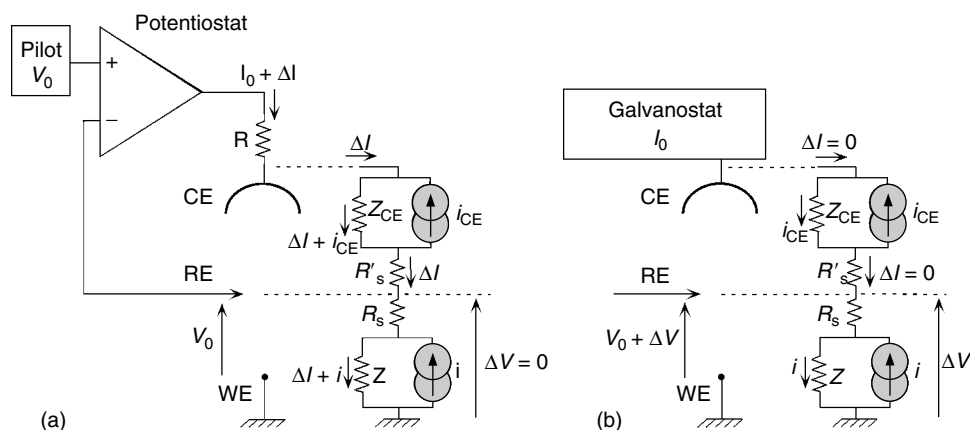 Potentiostat
Pilot
V0
+
−
I0 + ΔI
R
ΔI
CE
ZCE
iCE
ΔI + iCE
R's
ΔI
RE
Rs
V0
ΔV = 0
ΔI + i
Z
i
WE
(a)
Galvanostat
I0
ΔI = 0
CE
ZCE
iCE
iCE
R's
ΔI = 0
RE
Rs
V0 + ΔV
ΔV
i
Z
i
WE
(b)